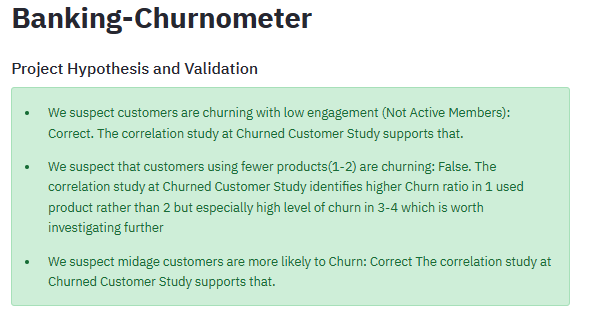 Banking-Churnometer
Project Hypothesis and Validation
• We suspect customers are churning with low engagement (Not Active Members):
Correct. The correlation study at Churned Customer Study supports that.
• We suspect that customers using fewer products(1-2) are churning: False. The
correlation study at Churned Customer Study identifies higher Churn ratio in 1 used
product rather than 2 but especially high level of churn in 3-4 which is worth
investigating further
• We suspect midage customers are more likely to Churn: Correct The correlation study at
Churned Customer Study supports that.